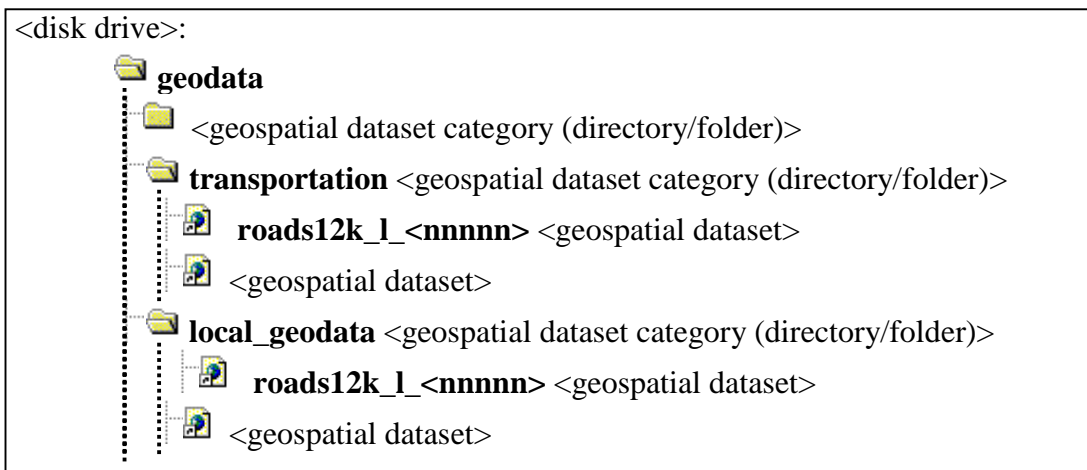 <disk drive>:
geodata
<geospatial dataset category (directory/folder)>
transportation <geospatial dataset category (directory/folder)>
roads12k_l_<nnnnn> <geospatial dataset>
<geospatial dataset>
local_geodata <geospatial dataset category (directory/folder)>
roads12k_l_<nnnnn> <geospatial dataset>
<geospatial dataset>